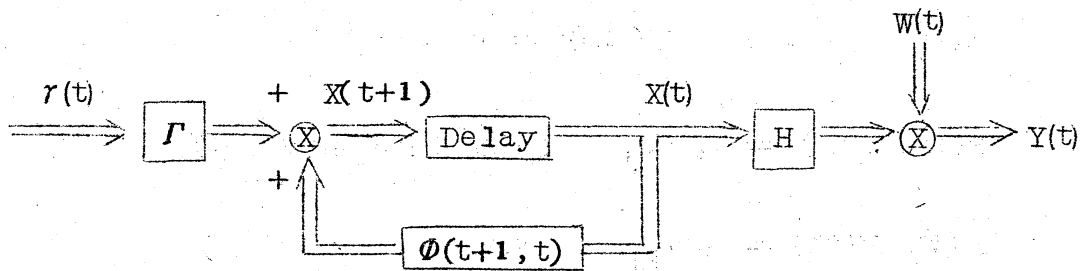 W(t)
r(t)
+
X(t+1)
X(t)
Γ
X
Delay
H
X
Y(t)
+
Φ(t+1,t)